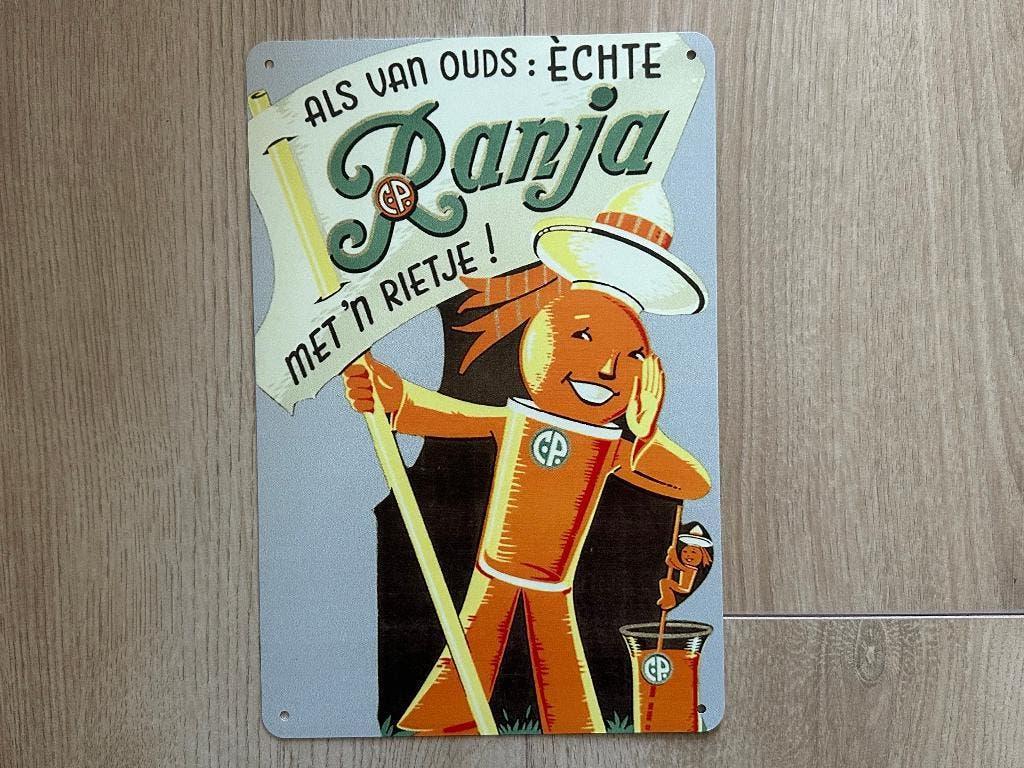 ALS VAN OUDS: ÈCHTE
Ranja
C.P.
MET 'N RIETJE!
C.P.
C.P.